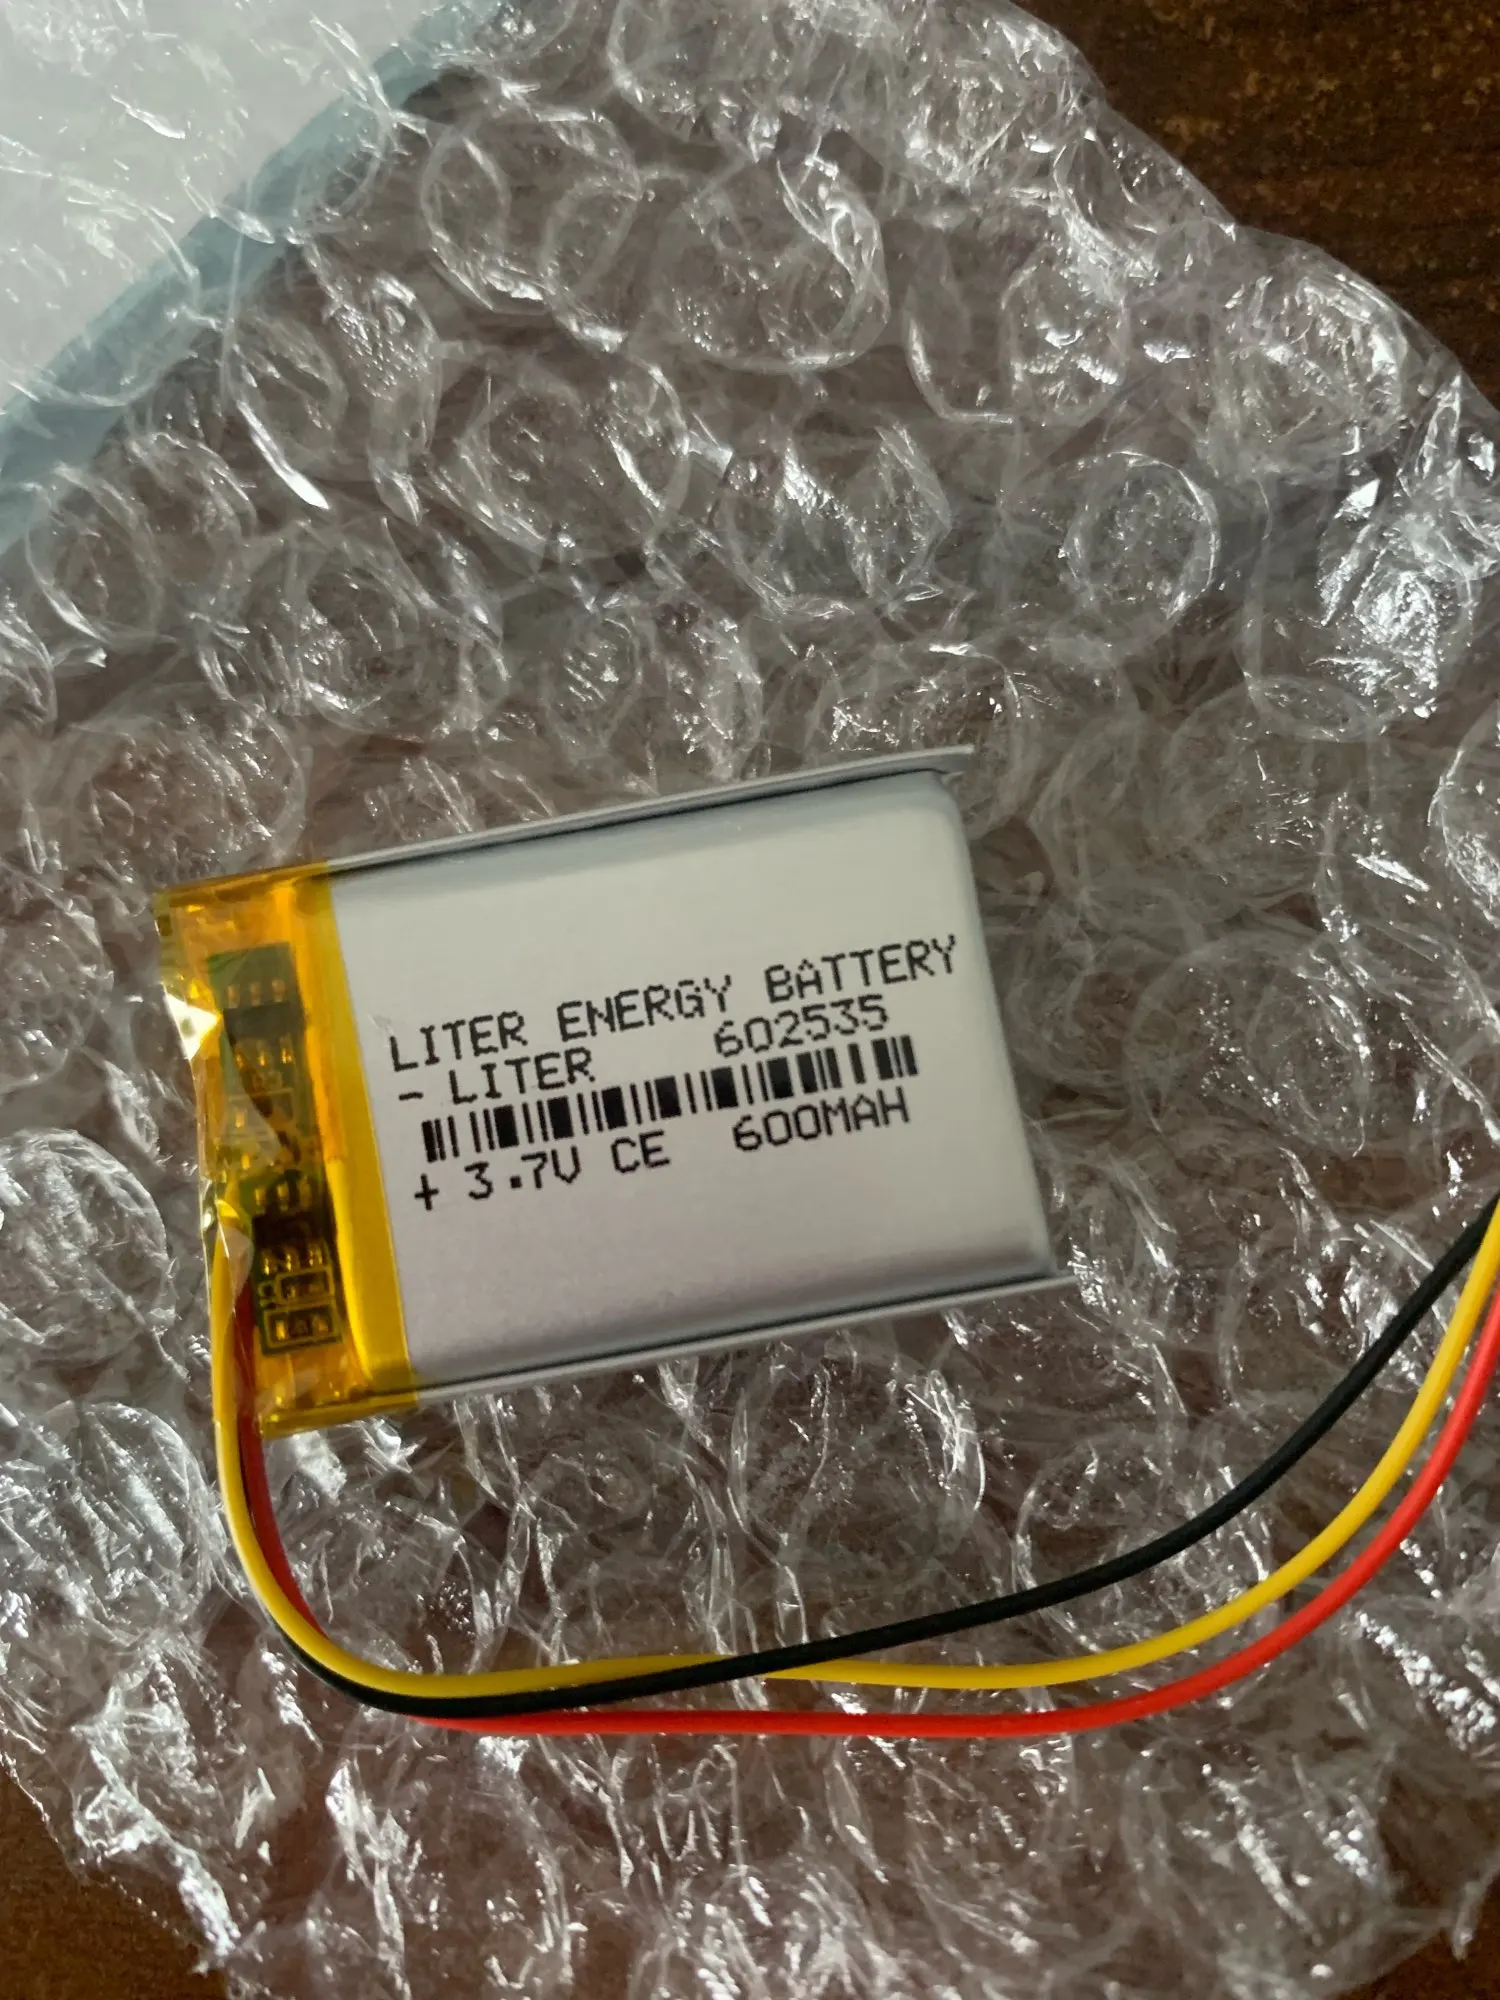 LITER ENERGY BATTERY
- LITER 602535
+ 3.7V CE 600MAH